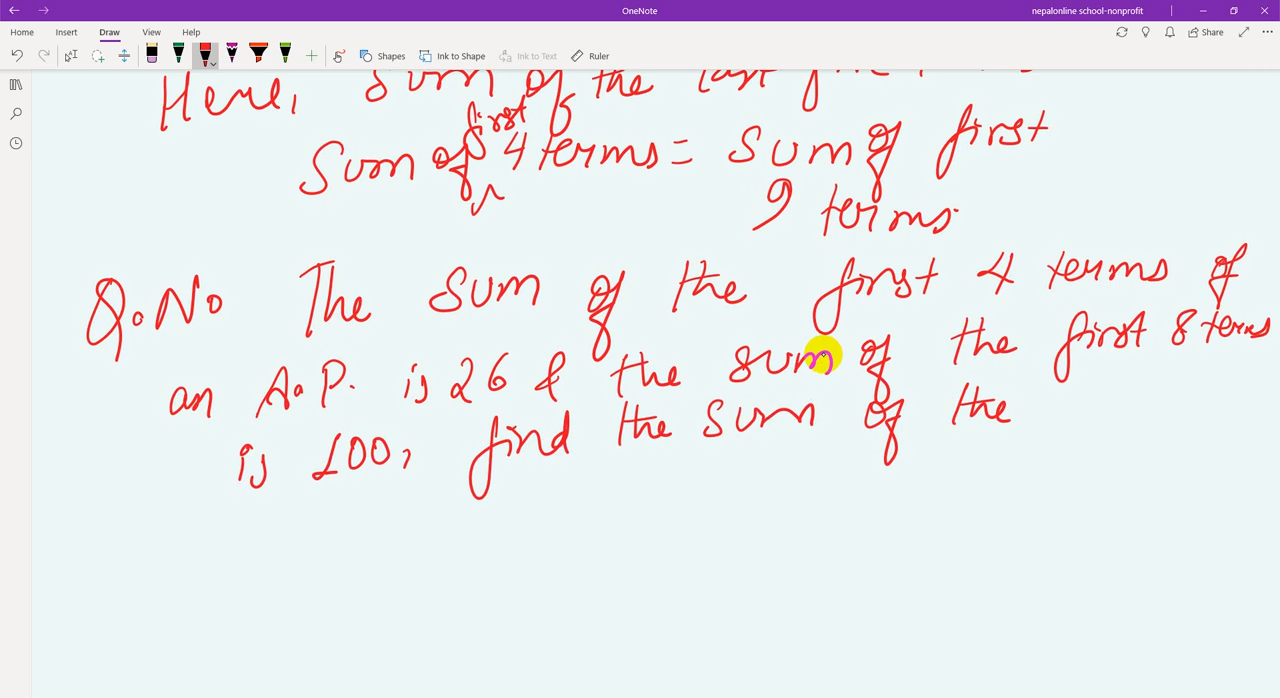 OneNote
nepalonline school-nonprofit
Home Insert Draw View Help
Share
Shapes Ink to Shape Ink to Text Ruler
Here, Sum of the last
Sum of first 4 terms = Sum of first
9 terms.
Q.No The Sum of the first 4 terms of
an A.P. is 26 & the sum of the first 8 terms
is 100, find the sum of the